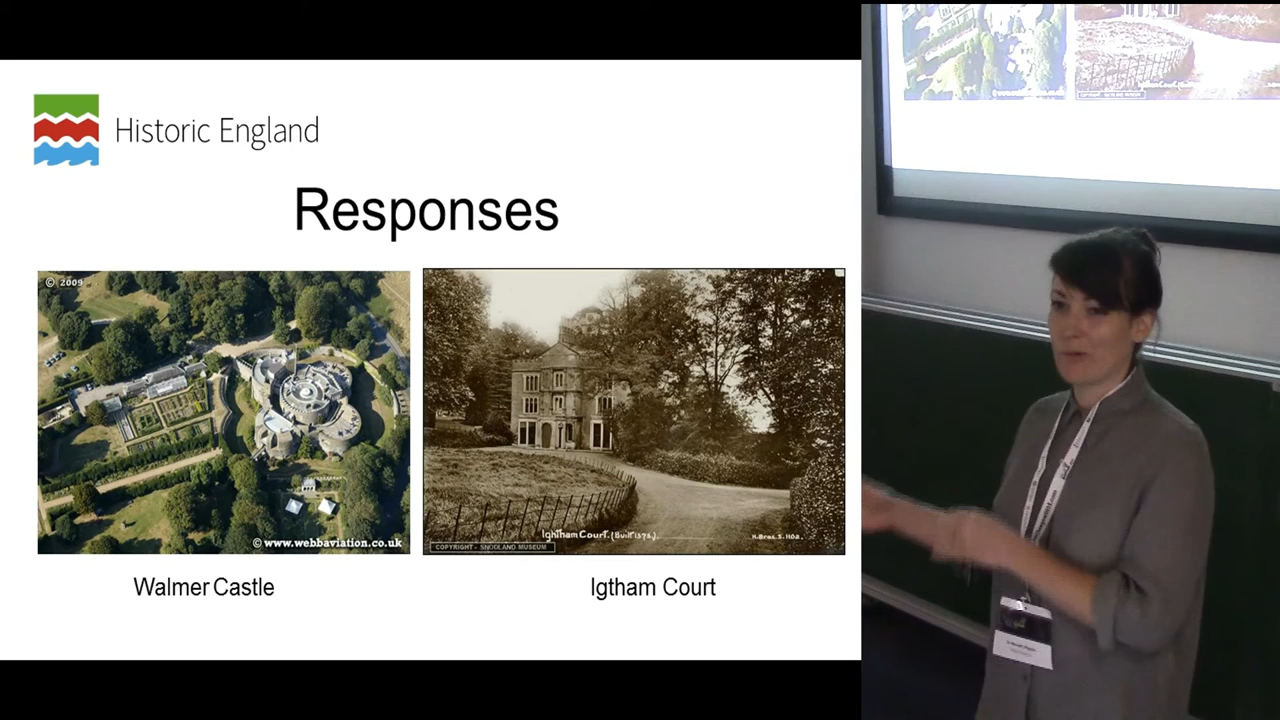 Historic England
Responses
© 2009
© www.webbaviation.co.uk
Ightham Court. (Built 1575.)
COPYRIGHT - SNODLAND MUSEUM
Walmer Castle
Igtham Court